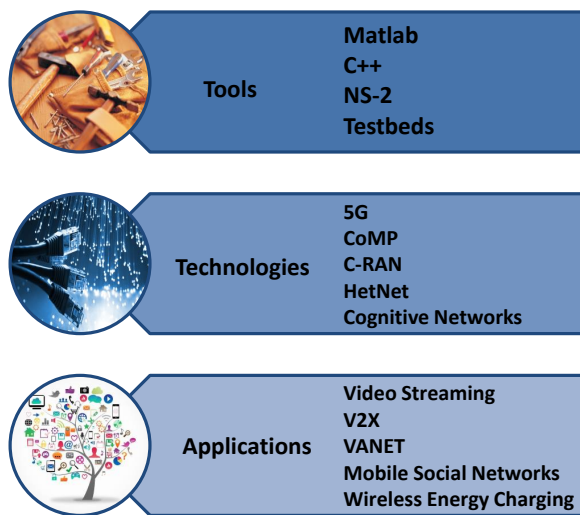 Tools
Matlab
C++
NS-2
Testbeds
Technologies
5G
CoMP
C-RAN
HetNet
Cognitive Networks
Applications
Video Streaming
V2X
VANET
Mobile Social Networks
Wireless Energy Charging